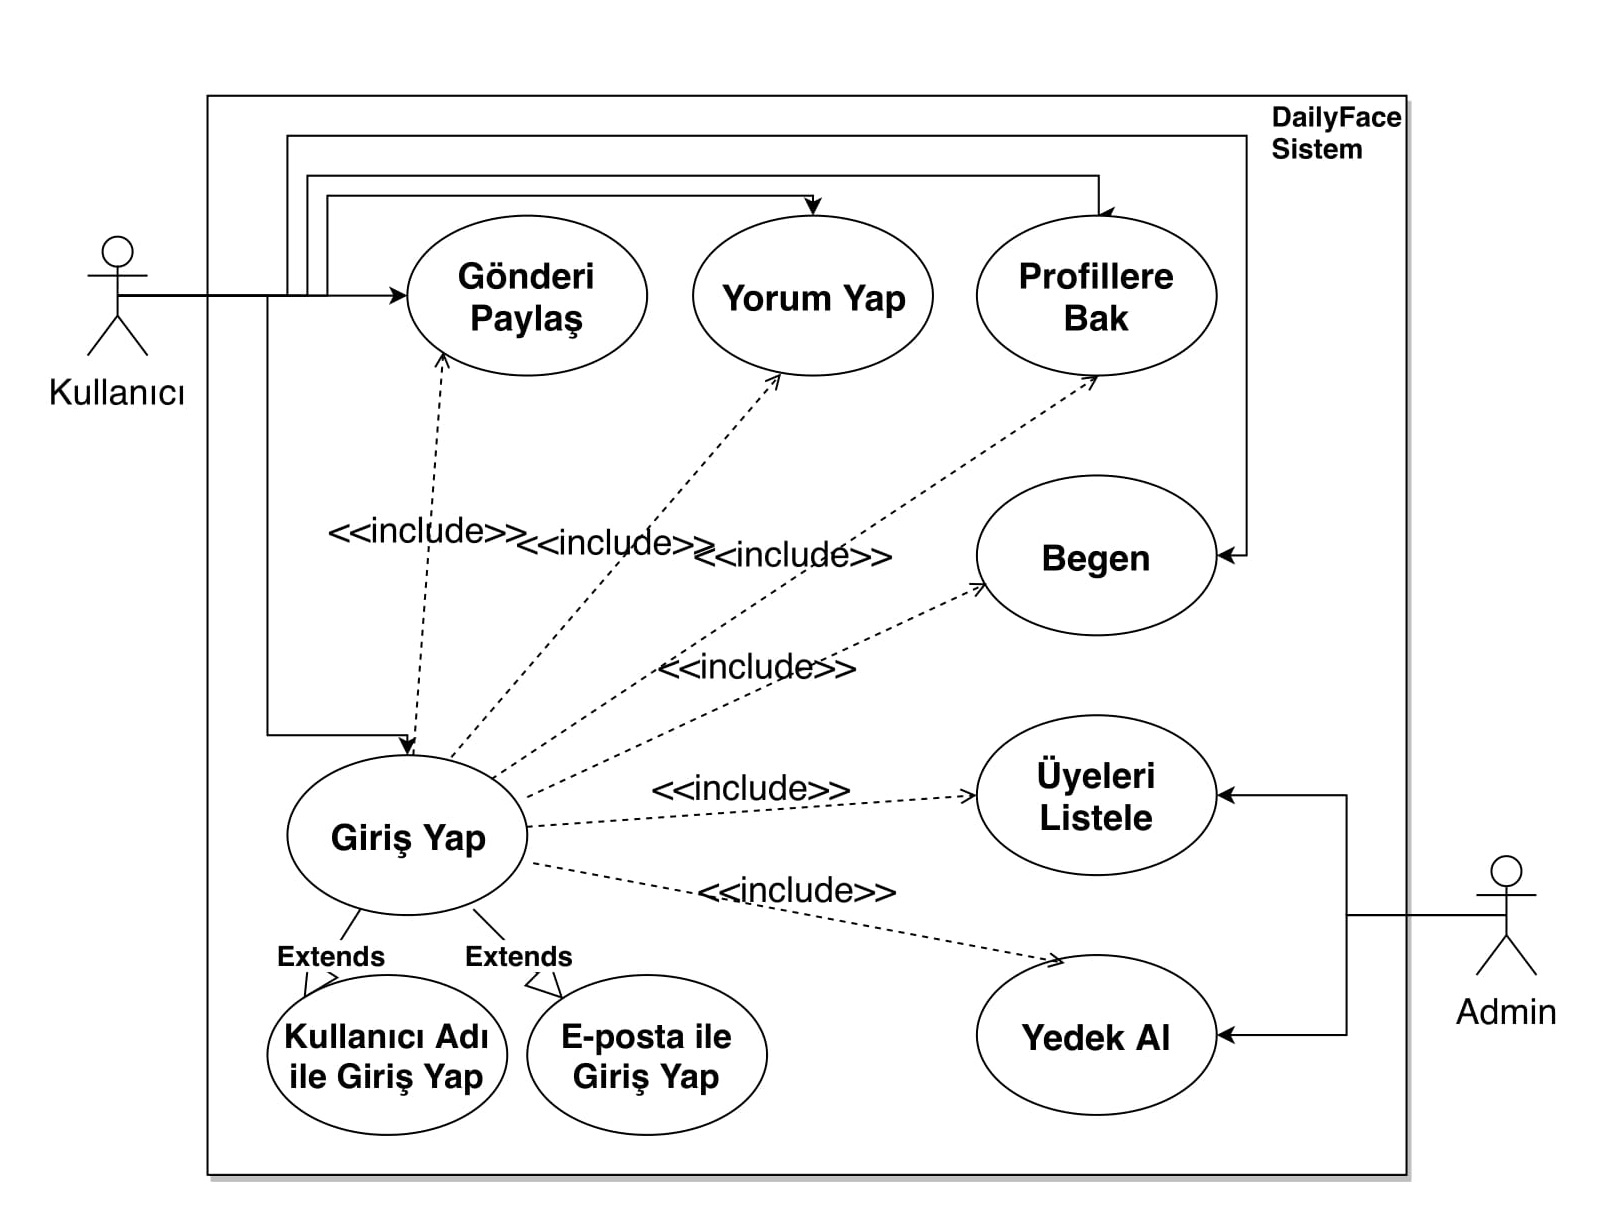 DailyFace
Sistem
Gönderi
Paylaş
Yorum Yap
Profillere
Bak
Kullanıcı
<<include>>
<<include>>
<<include>>
Begen
<<include>>
Üyeleri
Listele
<<include>>
Giriş Yap
<<include>>
Extends
Extends
Kullanıcı Adı
ile Giriş Yap
E-posta ile
Giriş Yap
Yedek Al
Admin